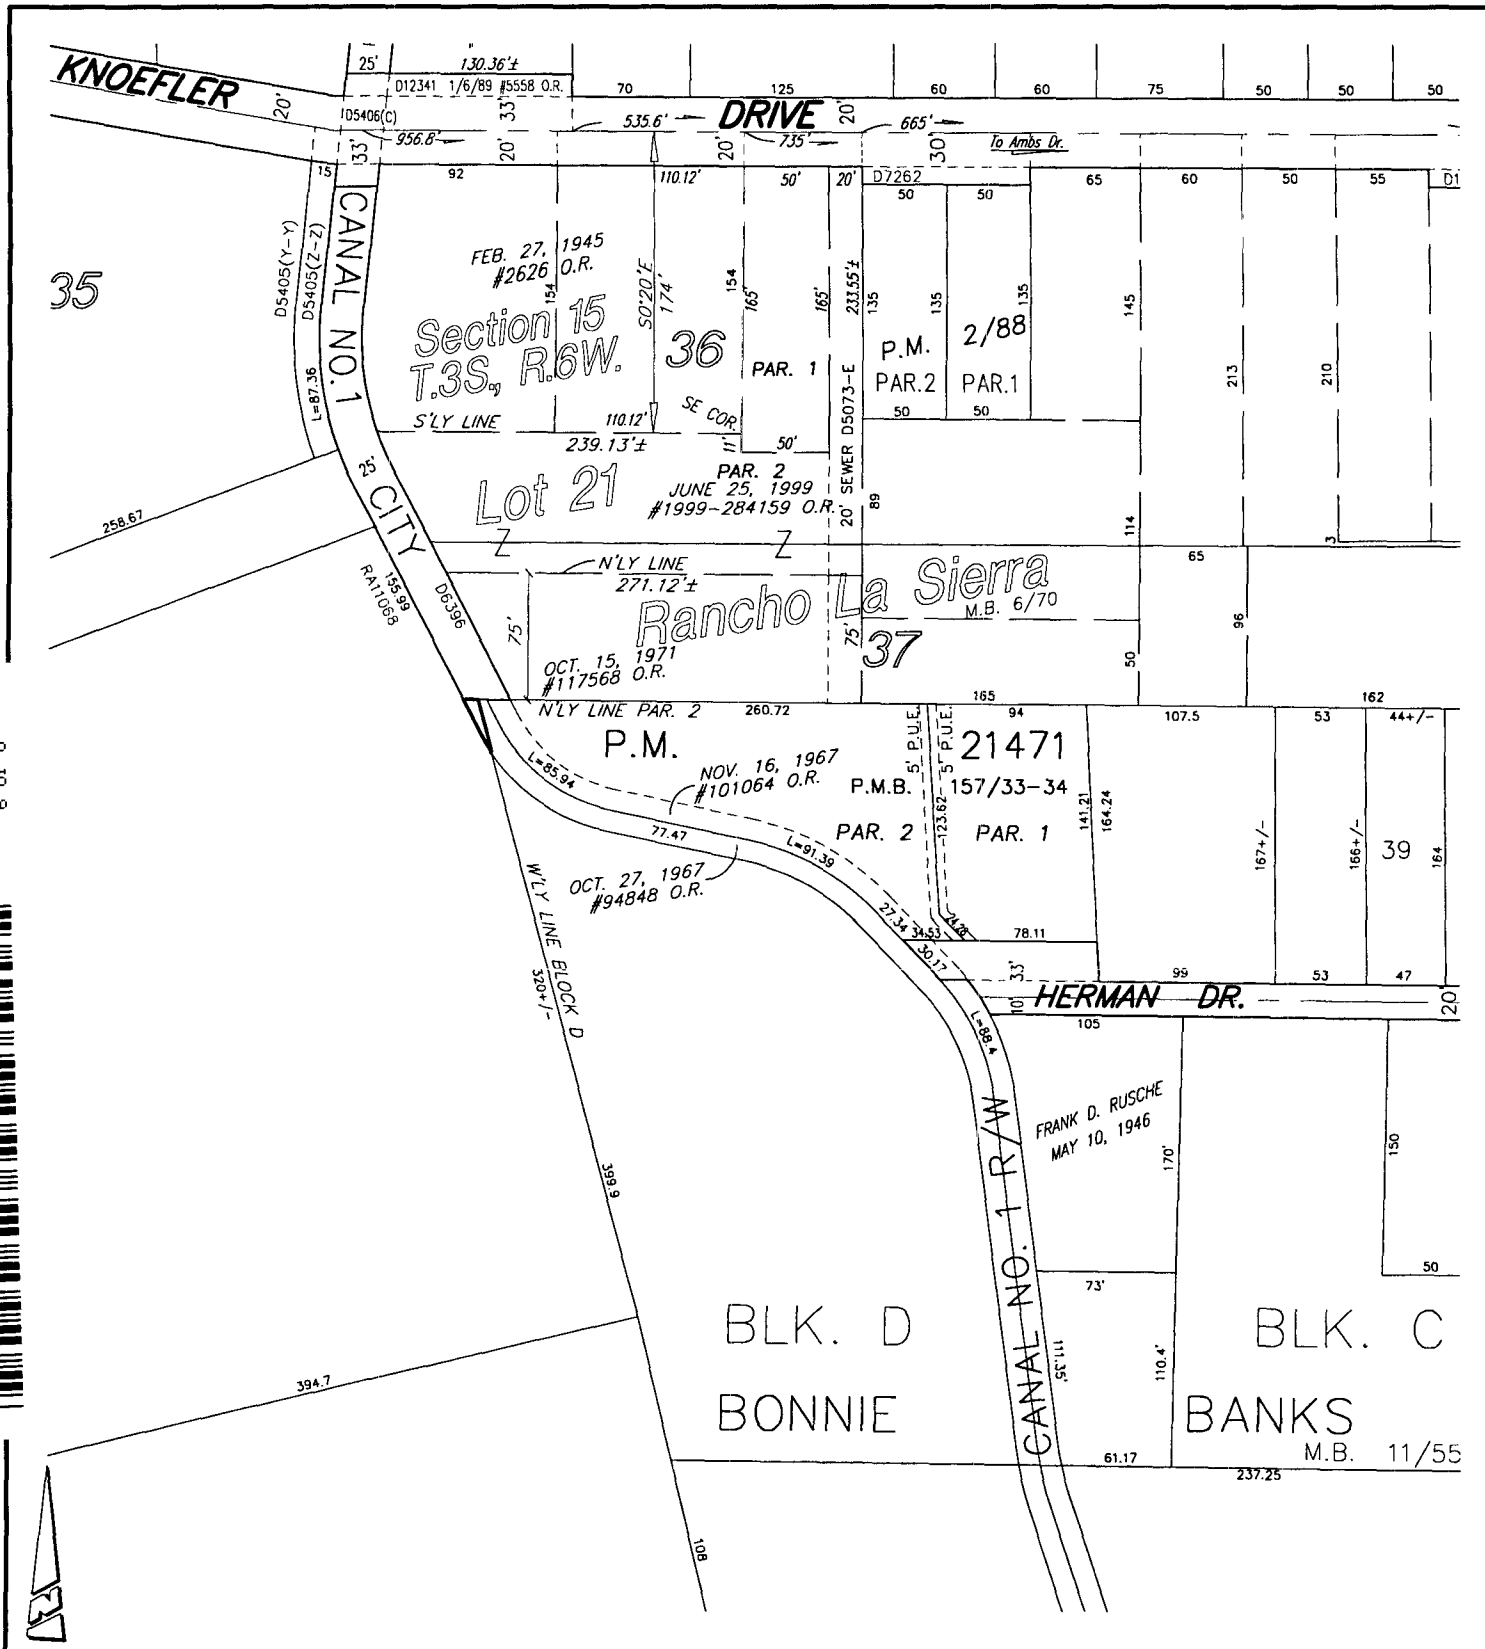 KNOEFLER
20'
25'
130.36'±
D12341 1/6/89 #5558 O.R.
33'
D5406(C)
70
125
60
60
75
50
50
50
DRIVE
20'
535.6'
665'
735'
956.8
33'
20'
20'
30'
To Ambs Dr.
15
92
110.12'
50'
20'
D7262
50
50
65
60
50
55
D1
CANAL NO. 1
D5405(Y-Y)
D5405(Z-Z)
35
FEB. 27, 1945
#2626 O.R.
154
S0°20'E
174'
154
165'
165'
233.55'±
135
135
135
145
213
210
Section 15
T.3S., R.6W.
36
PAR. 1
P.M. 2/88
PAR.2
PAR.1
L=87.36
S'LY LINE
110.12'
SE COR.
239.13'±
11'
50'
50
50
20' SEWER D5073-E
89
25'
CITY
258.67
Lot 21
PAR. 2
JUNE 25, 1999
#1999-284159 O.R.
114
3
Z
Z
65
N'LY LINE
271.12'±
Rancho La Sierra
M.B. 6/70
155.99
RA11068
D6396
75'
75'
37
50
96
OCT. 15, 1971
#117568 O.R.
N'LY LINE PAR. 2
260.72
165
162
94
107.5
53
44+/-
P.M.
21471
5' P.U.E.
5' P.U.E.
L=85.94
NOV. 16, 1967
#101064 O.R.
P.M.B.
157/33-34
123.62
141.21
164.24
PAR. 2
PAR. 1
167+/-
166+/-
39
164
77.47
L=91.39
OCT. 27, 1967
#94848 O.R.
W'LY LINE BLOCK D
320+/-
27.34
34.53
24.78
78.11
30.17
33'
99
53
47
10'
HERMAN DR.
20'
105
L=88.4
FRANK D. RUSCHE
MAY 10, 1946
170'
150
CANAL NO. 1 R/W
399.9
73'
50
111.35'
110.4'
BLK. D
BLK. C
394.7
BONNIE
BANKS
M.B. 11/55
61.17
237.25
108
N